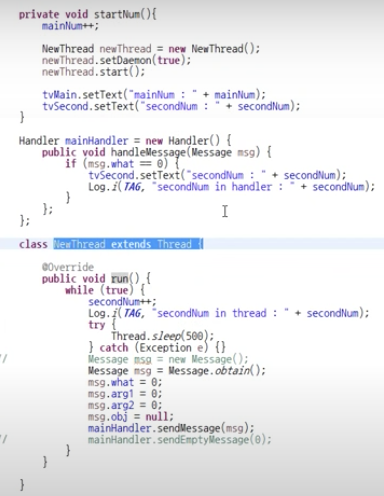 private void startNum(){
mainNum++;
NewThread newThread = new NewThread();
newThread.setDaemon(true);
newThread.start();
tvMain.setText("mainNum : " + mainNum);
tvSecond.setText("secondNum : " + secondNum);
}
Handler mainHandler = new Handler() {
public void handleMessage(Message msg) {
if (msg.what == 0) {
tvSecond.setText("secondNum : " + secondNum);
Log.i(TAG, "secondNum in handler : " + secondNum);
}
};
};
class NewThread extends Thread {
@Override
public void run() {
while (true) {
secondNum++;
Log.i(TAG, "secondNum in thread : " + secondNum);
try {
Thread.sleep(500);
} catch (Exception e) {}
// Message msg = new Message();
Message msg = Message.obtain();
msg.what = 0;
msg.arg1 = 0;
msg.arg2 = 0;
msg.obj = null;
mainHandler.sendMessage(msg);
// mainHandler.sendEmptyMessage(0);
}
}
}